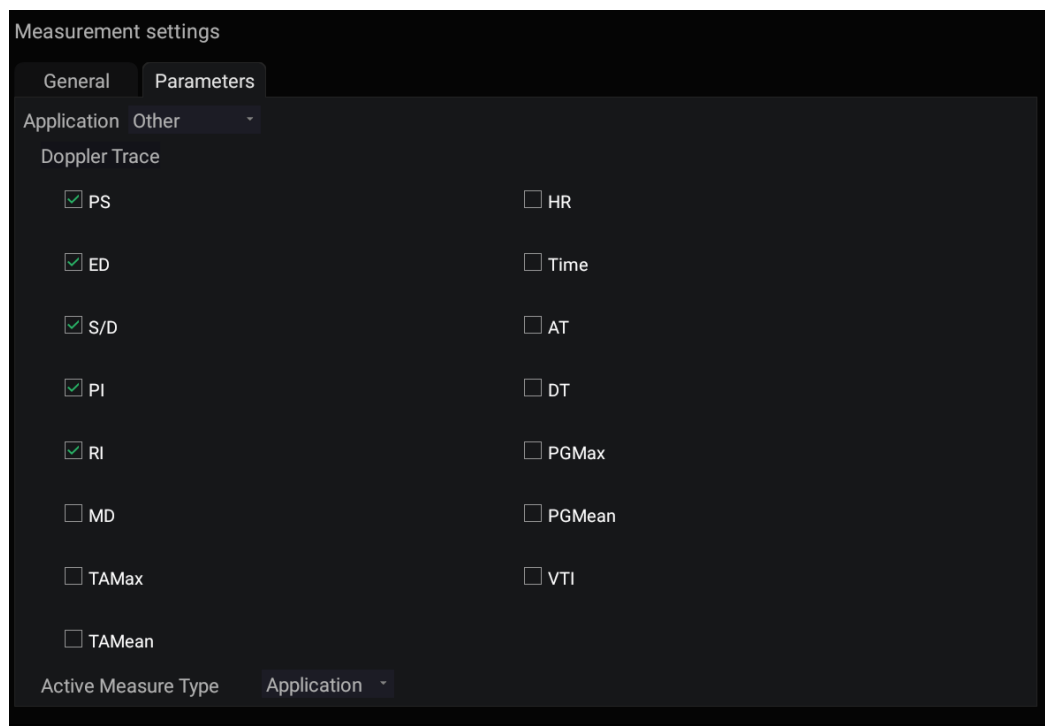 Measurement settings
General Parameters
Application Other
Doppler Trace
PS HR
ED Time
S/D AT
PI DT
RI PGMax
MD PGMean
TAMax VTI
TAMean
Active Measure Type Application